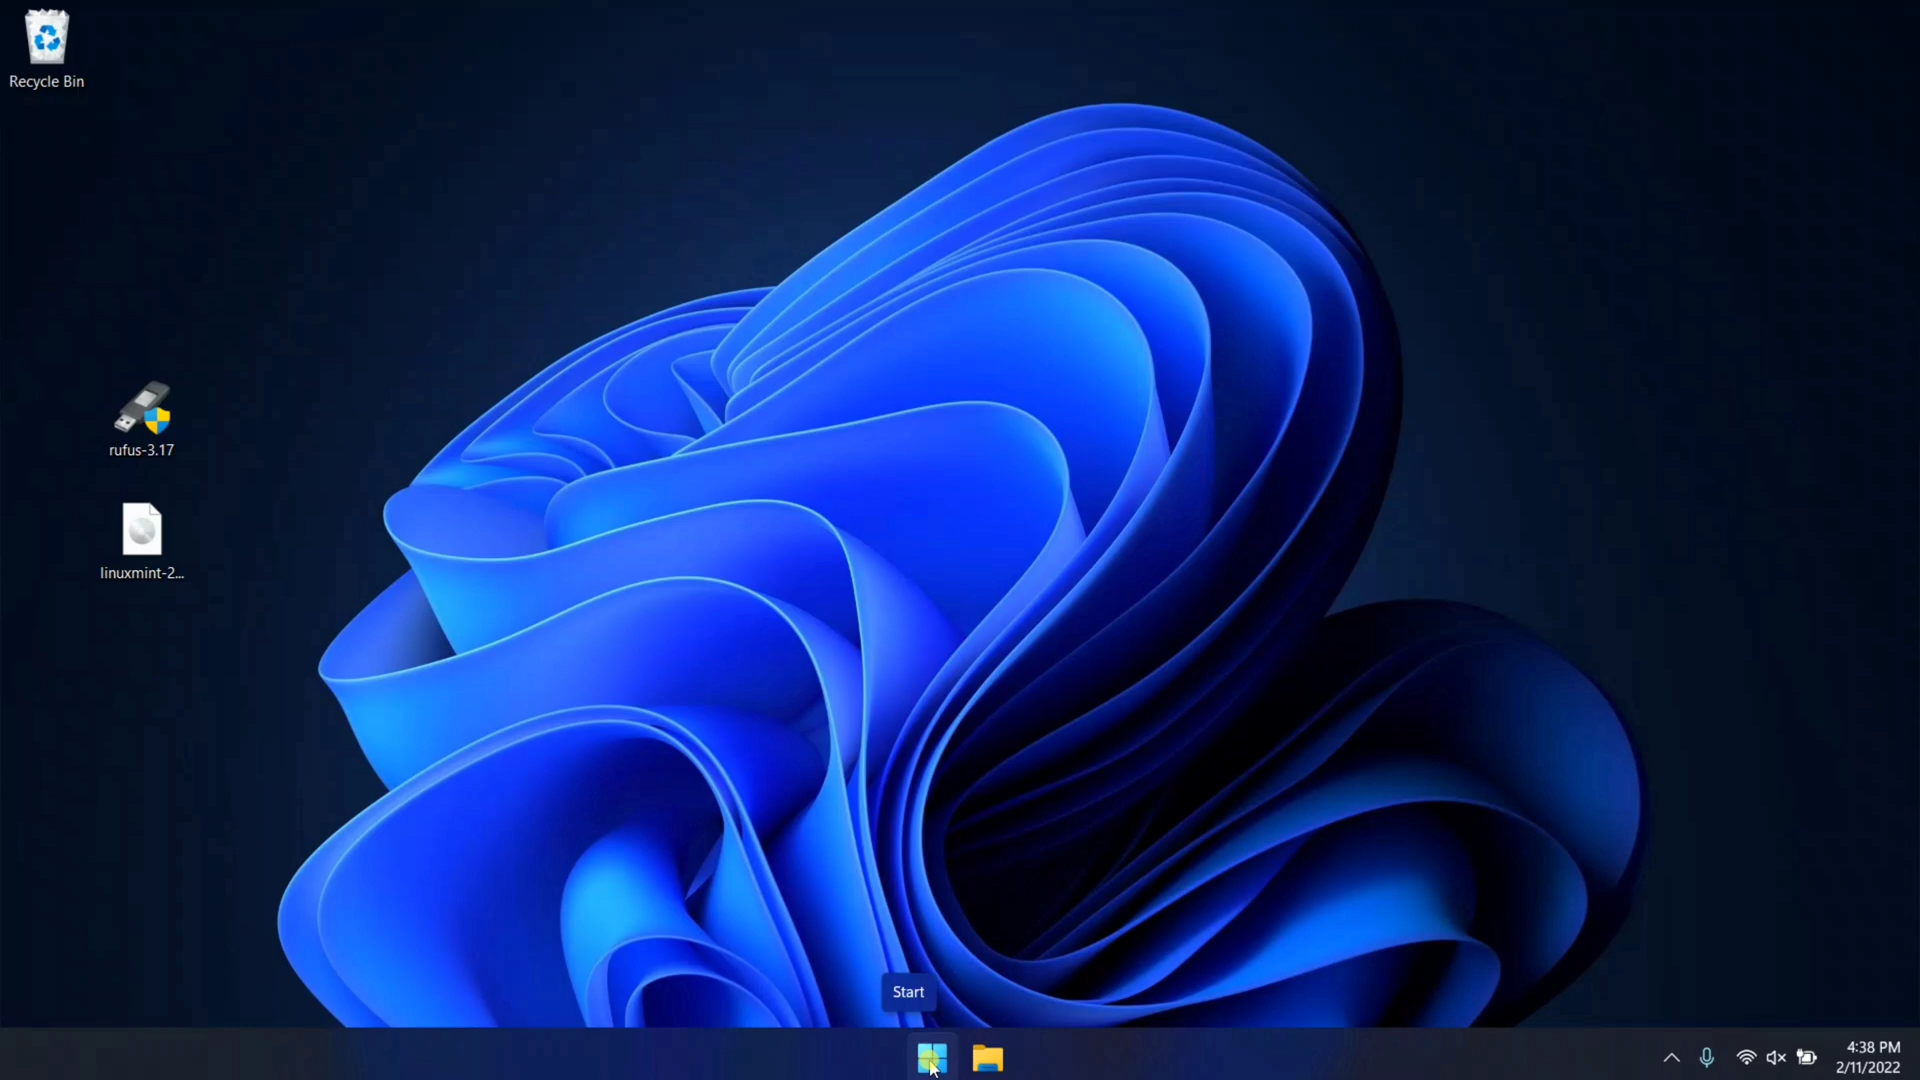 Recycle Bin
rufus-3.17
linuxmint-2...
Start
4:38 PM
2/11/2022